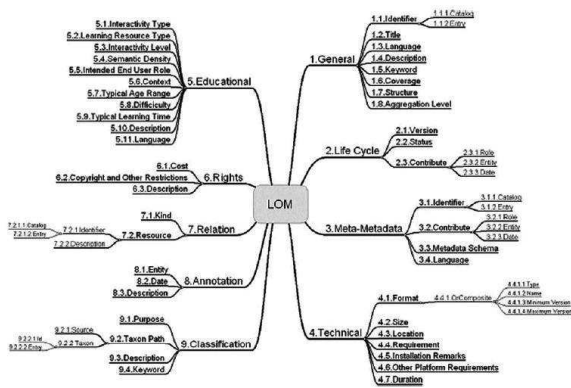 LOM
1.General
1.1.Identifier
1.1.1.Catalog
1.1.2.Entry
1.2.Title
1.3.Language
1.4.Description
1.5.Keyword
1.6.Coverage
1.7.Structure
1.8.Aggregation Level
2.Life Cycle
2.1.Version
2.2.Status
2.3.Contribute
2.3.1 Role
2.3.2.Entity
2.3.3.Date
3.Meta-Metadata
3.1.Identifier
3.1.1.Catalog
3.1.2.Entry
3.2.Contribute
3.2.1.Role
3.2.2.Entity
3.2.3.Date
3.3.Metadata Schema
3.4.Language
4.Technical
4.1.Format
4.4.1.OrComposite
4.4.1.1.Type
4.4.1.2.Name
4.4.1.3.Minimum Version
4.4.1.4.Maximum Version
4.2.Size
4.3.Location
4.4.Requirement
4.5.Installation Remarks
4.6.Other Platform Requirements
4.7.Duration
5.Educational
5.1.Interactivity Type
5.2.Learning Resource Type
5.3.Interactivity Level
5.4.Semantic Density
5.5.Intended End User Role
5.6.Context
5.7.Typical Age Range
5.8.Difficiculty
5.9.Typical Learning Time
5.10.Description
5.11.Language
6.Rights
6.1.Cost
6.2.Copyright and Other Restrictions
6.3.Description
7.Relation
7.1.Kind
7.2.Resource
7.2.1.Identifier
7.2.1.1.Catalog
7.2.1.2.Entry
7.2.2.Description
8.Annotation
8.1.Entity
8.2.Date
8.3.Description
9.Classification
9.1.Purpose
9.2.Taxon Path
9.2.1.Source
9.2.2.Taxon
9.2.2.1.Id
9.2.2.2.Entry
9.3.Description
9.4.Keyword